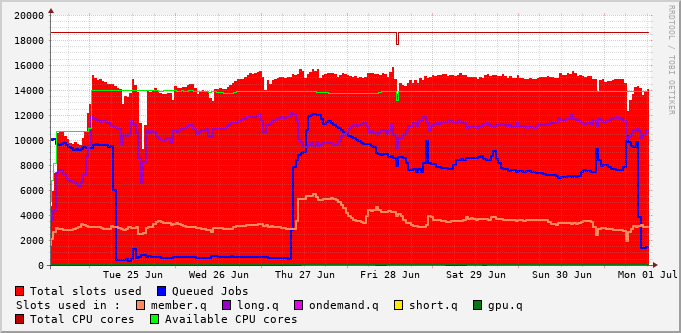 20000
18000
16000
14000
12000
10000
8000
6000
4000
2000
0
Tue 25 Jun Wed 26 Jun Thu 27 Jun Fri 28 Jun Sat 29 Jun Sun 30 Jun Mon 01 Jul
Total slots used Queued Jobs
Slots used in : member.q long.q ondemand.q short.q gpu.q
Total CPU cores Available CPU cores
RRDTOOL / TOBI OETIKER